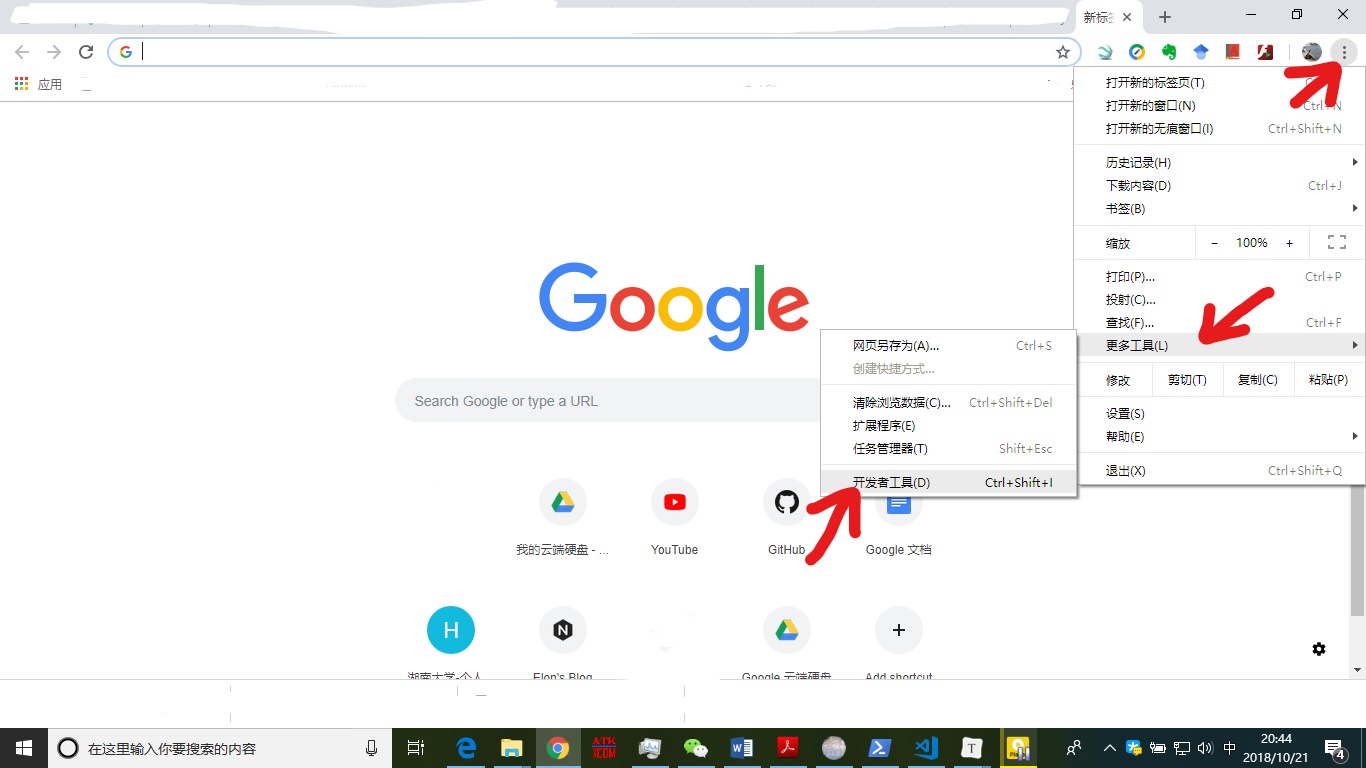 新标签
应用
打开新的标签页(T)
打开新的窗口(N) Ctrl+N
打开新的无痕窗口(I) Ctrl+Shift+N
历史记录(H)
下载内容(D) Ctrl+J
书签(B)
缩放 - 100% +
打印(P)... Ctrl+P
投射(C)...
查找(F)... Ctrl+F
更多工具(L)
修改 剪切(T) 复制(C) 粘贴(P)
设置(S)
帮助(E)
退出(X) Ctrl+Shift+Q
网页另存为(A)... Ctrl+S
创建快捷方式...
清除浏览数据(C)... Ctrl+Shift+Del
扩展程序(E)
任务管理器(T) Shift+Esc
开发者工具(D) Ctrl+Shift+I
Google
Search Google or type a URL
我的云端硬盘 - ...
YouTube
GitHub
Google 文档
H
N
湖南大学-个人
Elon's Blog
Google 云端硬盘
Add shortcut
在这里输入你要搜索的内容
ATK
XCOM
中
20:44
2018/10/21
4